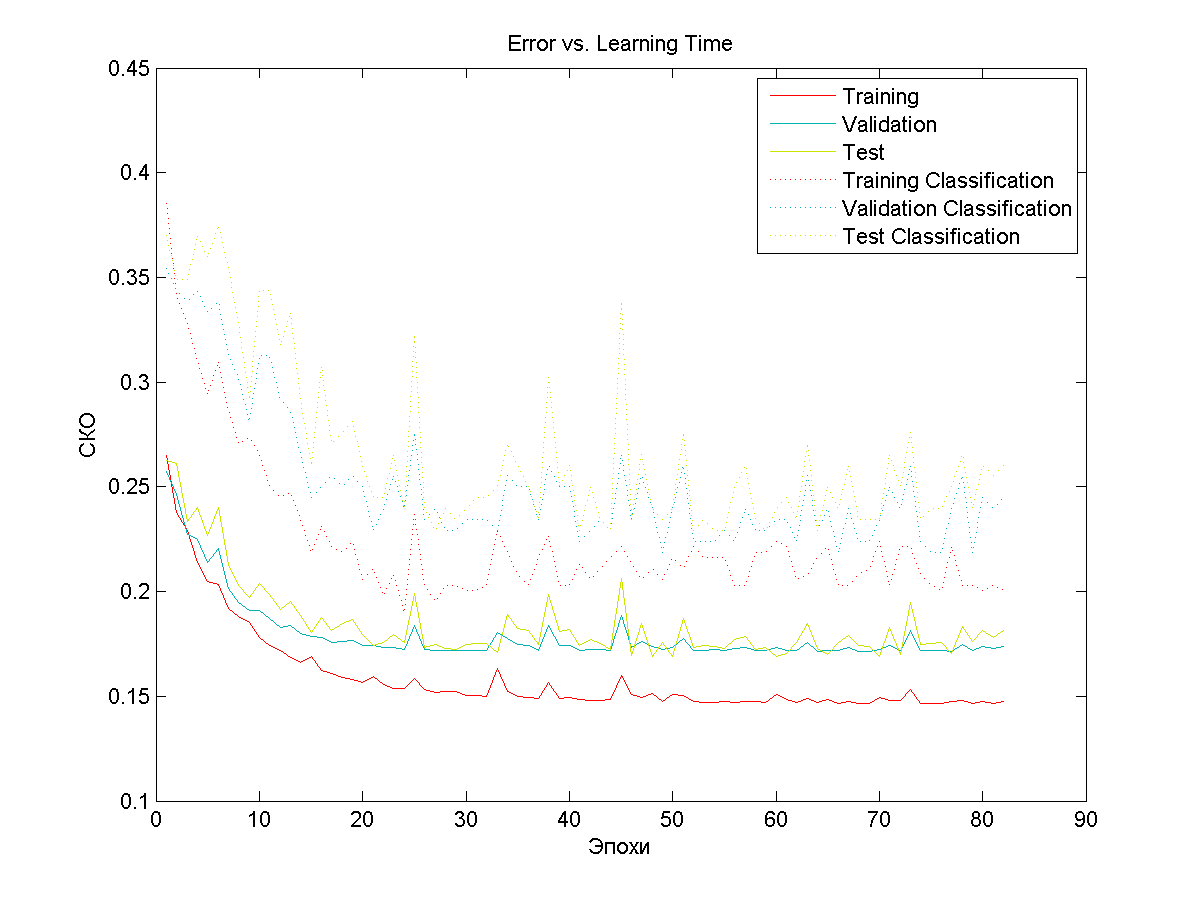 Error vs. Learning Time
0.45
0.4
0.35
0.3
0.25
0.2
0.15
0.1
СКО
Training
Validation
Test
Training Classification
Validation Classification
Test Classification
0 10 20 30 40 50 60 70 80 90
Эпохи